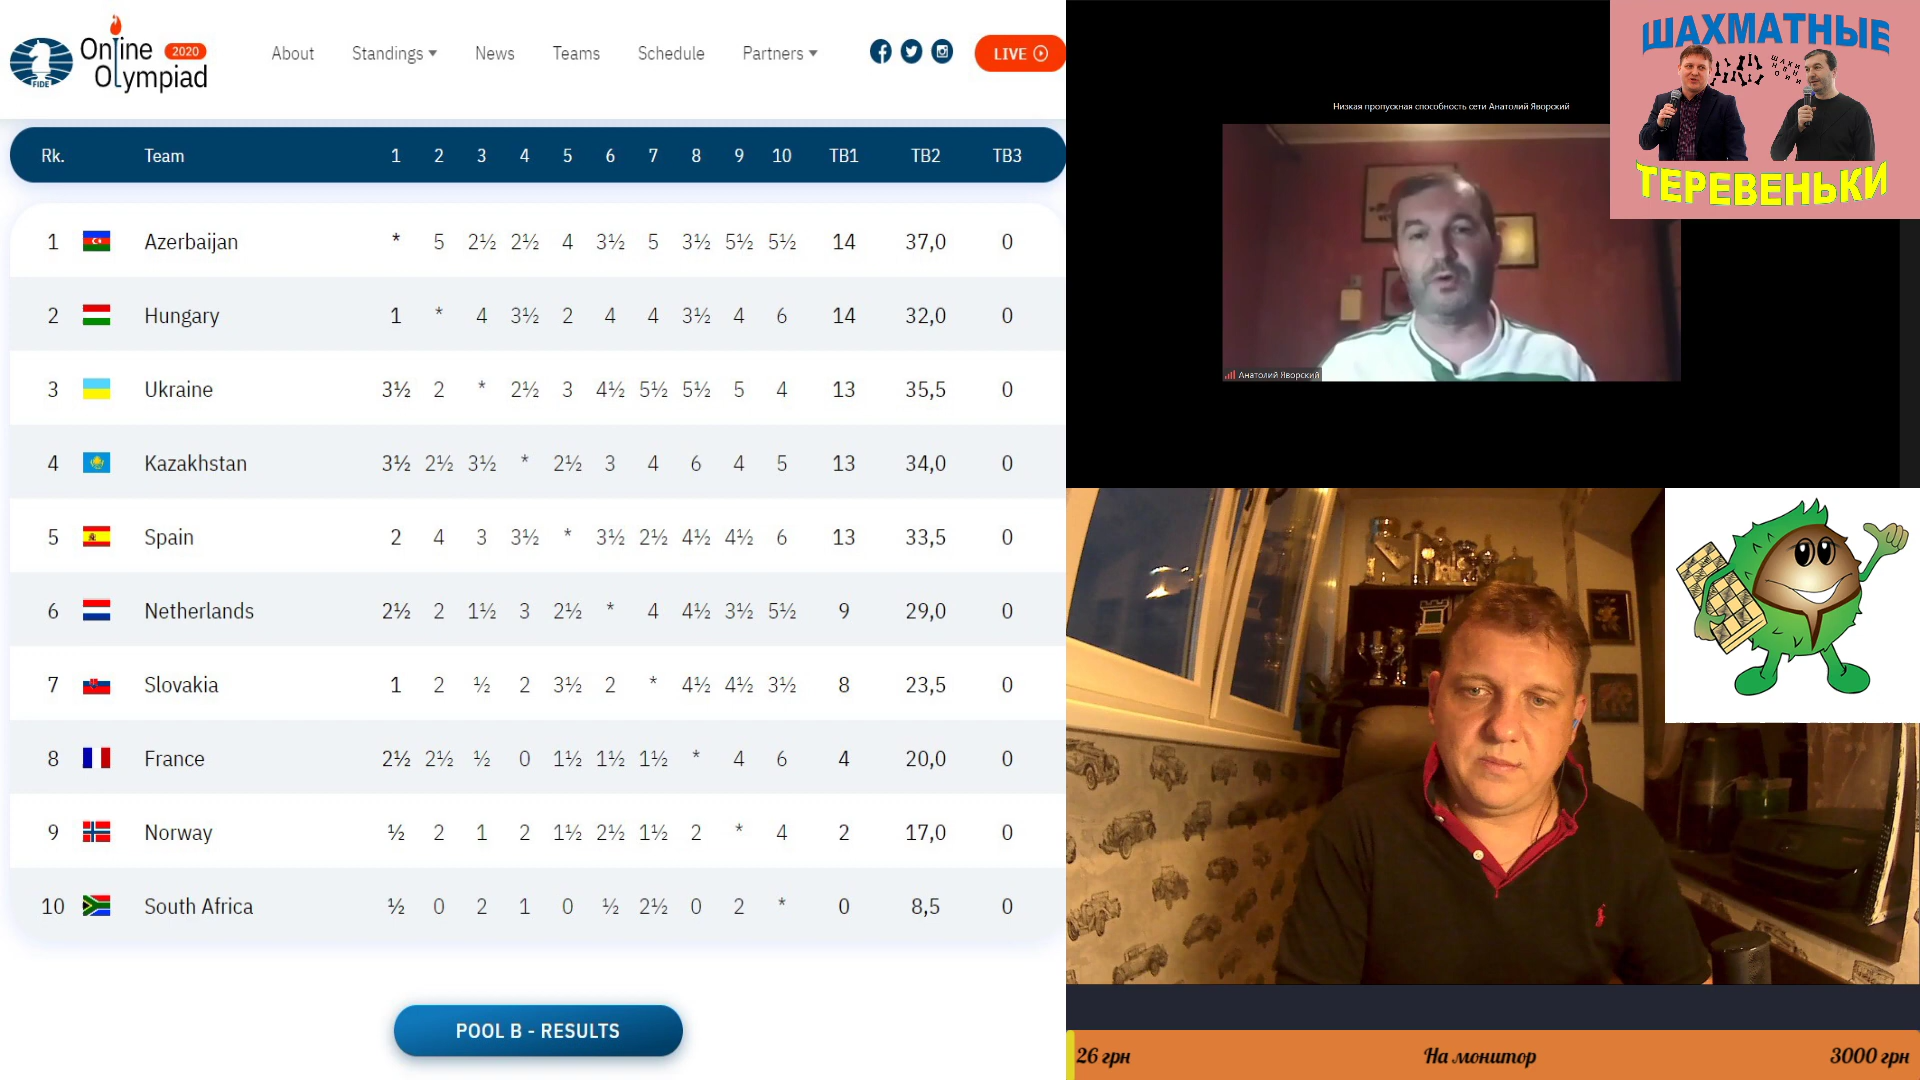 Online 2020
Olympiad
FIDE
About Standings News Teams Schedule Partners LIVE
Rk. Team 1 2 3 4 5 6 7 8 9 10 TB1 TB2 TB3
1 Azerbaijan * 5 2½ 2½ 4 3½ 5 3½ 5½ 5½ 14 37,0 0
2 Hungary 1 * 4 3½ 2 4 4 3½ 4 6 14 32,0 0
3 Ukraine 3½ 2 * 2½ 3 4½ 5½ 5½ 5 4 13 35,5 0
4 Kazakhstan 3½ 2½ 3½ * 2½ 3 4 6 4 5 13 34,0 0
5 Spain 2 4 3 3½ * 3½ 2½ 4½ 4½ 6 13 33,5 0
6 Netherlands 2½ 2 1½ 3 2½ * 4 4½ 3½ 5½ 9 29,0 0
7 Slovakia 1 2 ½ 2 3½ 2 * 4½ 4½ 3½ 8 23,5 0
8 France 2½ 2½ ½ 0 1½ 1½ 1½ * 4 6 4 20,0 0
9 Norway ½ 2 1 2 1½ 2½ 1½ 2 * 4 2 17,0 0
10 South Africa ½ 0 2 1 0 ½ 2½ 0 2 * 0 8,5 0
POOL B - RESULTS
Низкая пропускная способность сети Анатолий Яворский
Анатолий Яворский
ШАХМАТНЫЕ
ТЕРЕВЕНЬКИ
26 грн На монитор 3000 грн